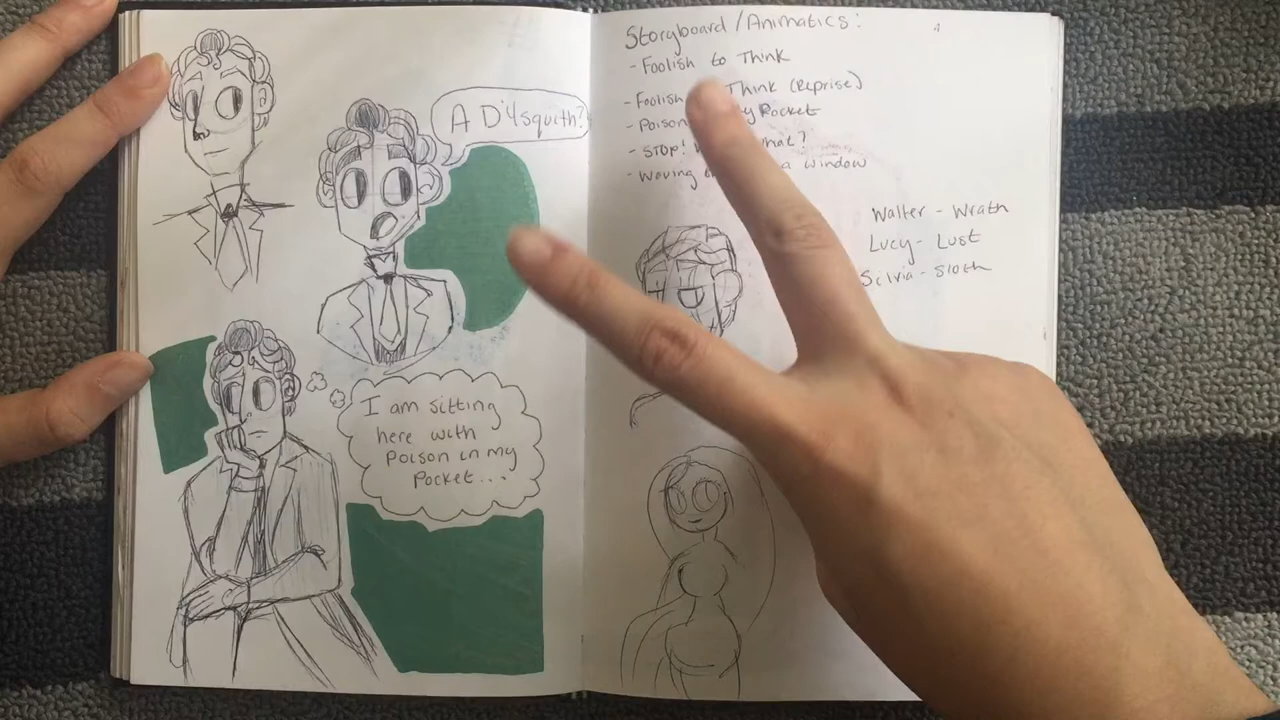 A D'Ysquith?
I am sitting
here with
poison in my
pocket...
Storyboard/Animatics:
- Foolish to Think
- Foolish Think (Reprise)
- Poison Pocket
- STOP! What?
- Waving a window
Walter - Wrath
Lucy - Lust
Silvia - Sloth